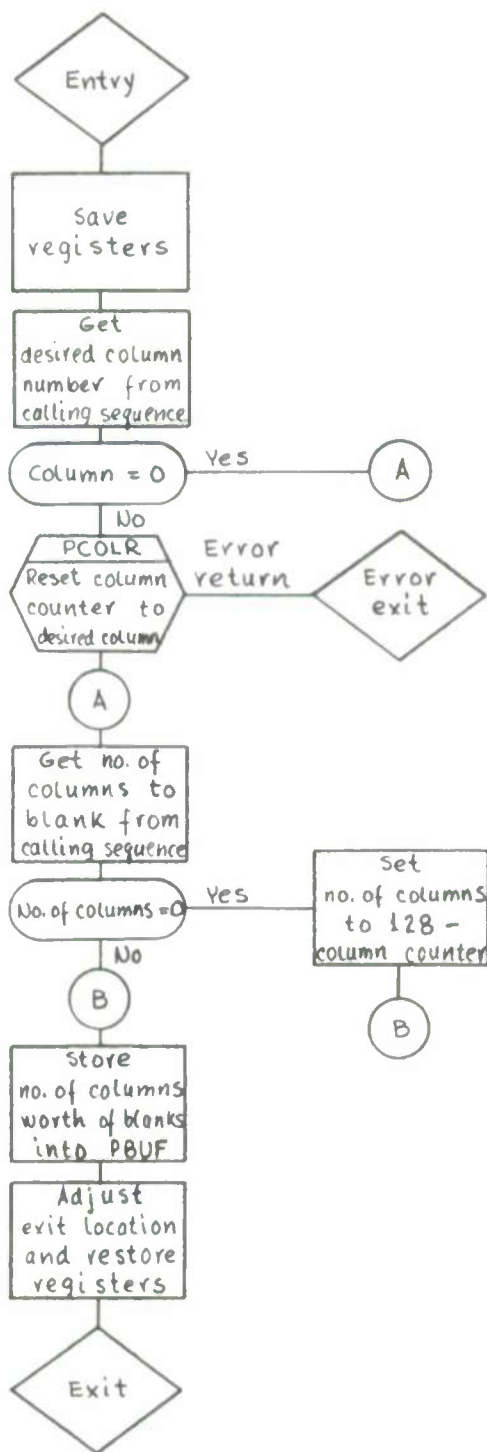 Entry
Save
registers
Get
desired column
number from
calling sequence
Column = 0
Yes
A
No
PCOLR
Reset column
counter to
desired column
Error
return
Error
exit
A
Get no. of
columns to
blank from
calling sequence
No. of columns = 0
Yes
Set
no. of columns
to 128 -
column counter
No
B
B
Store
no. of columns
worth of blanks
into PBUF
Adjust
exit location
and restore
registers
Exit